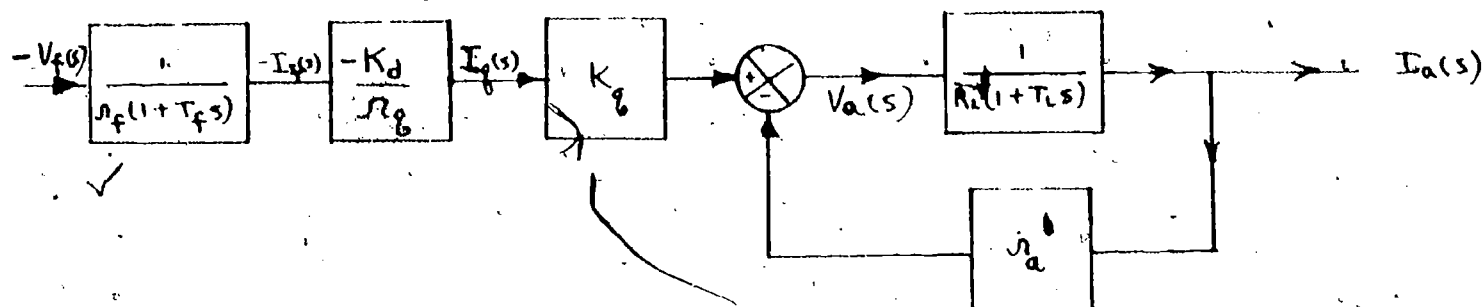 -V_f(s)
1
r_f(1+T_f s)
-I_f(s)
-K_d
r_q
I_q(s)
K_q
+
-
V_a(s)
1
R_L(1+T_L s)
I_a(s)
r_a